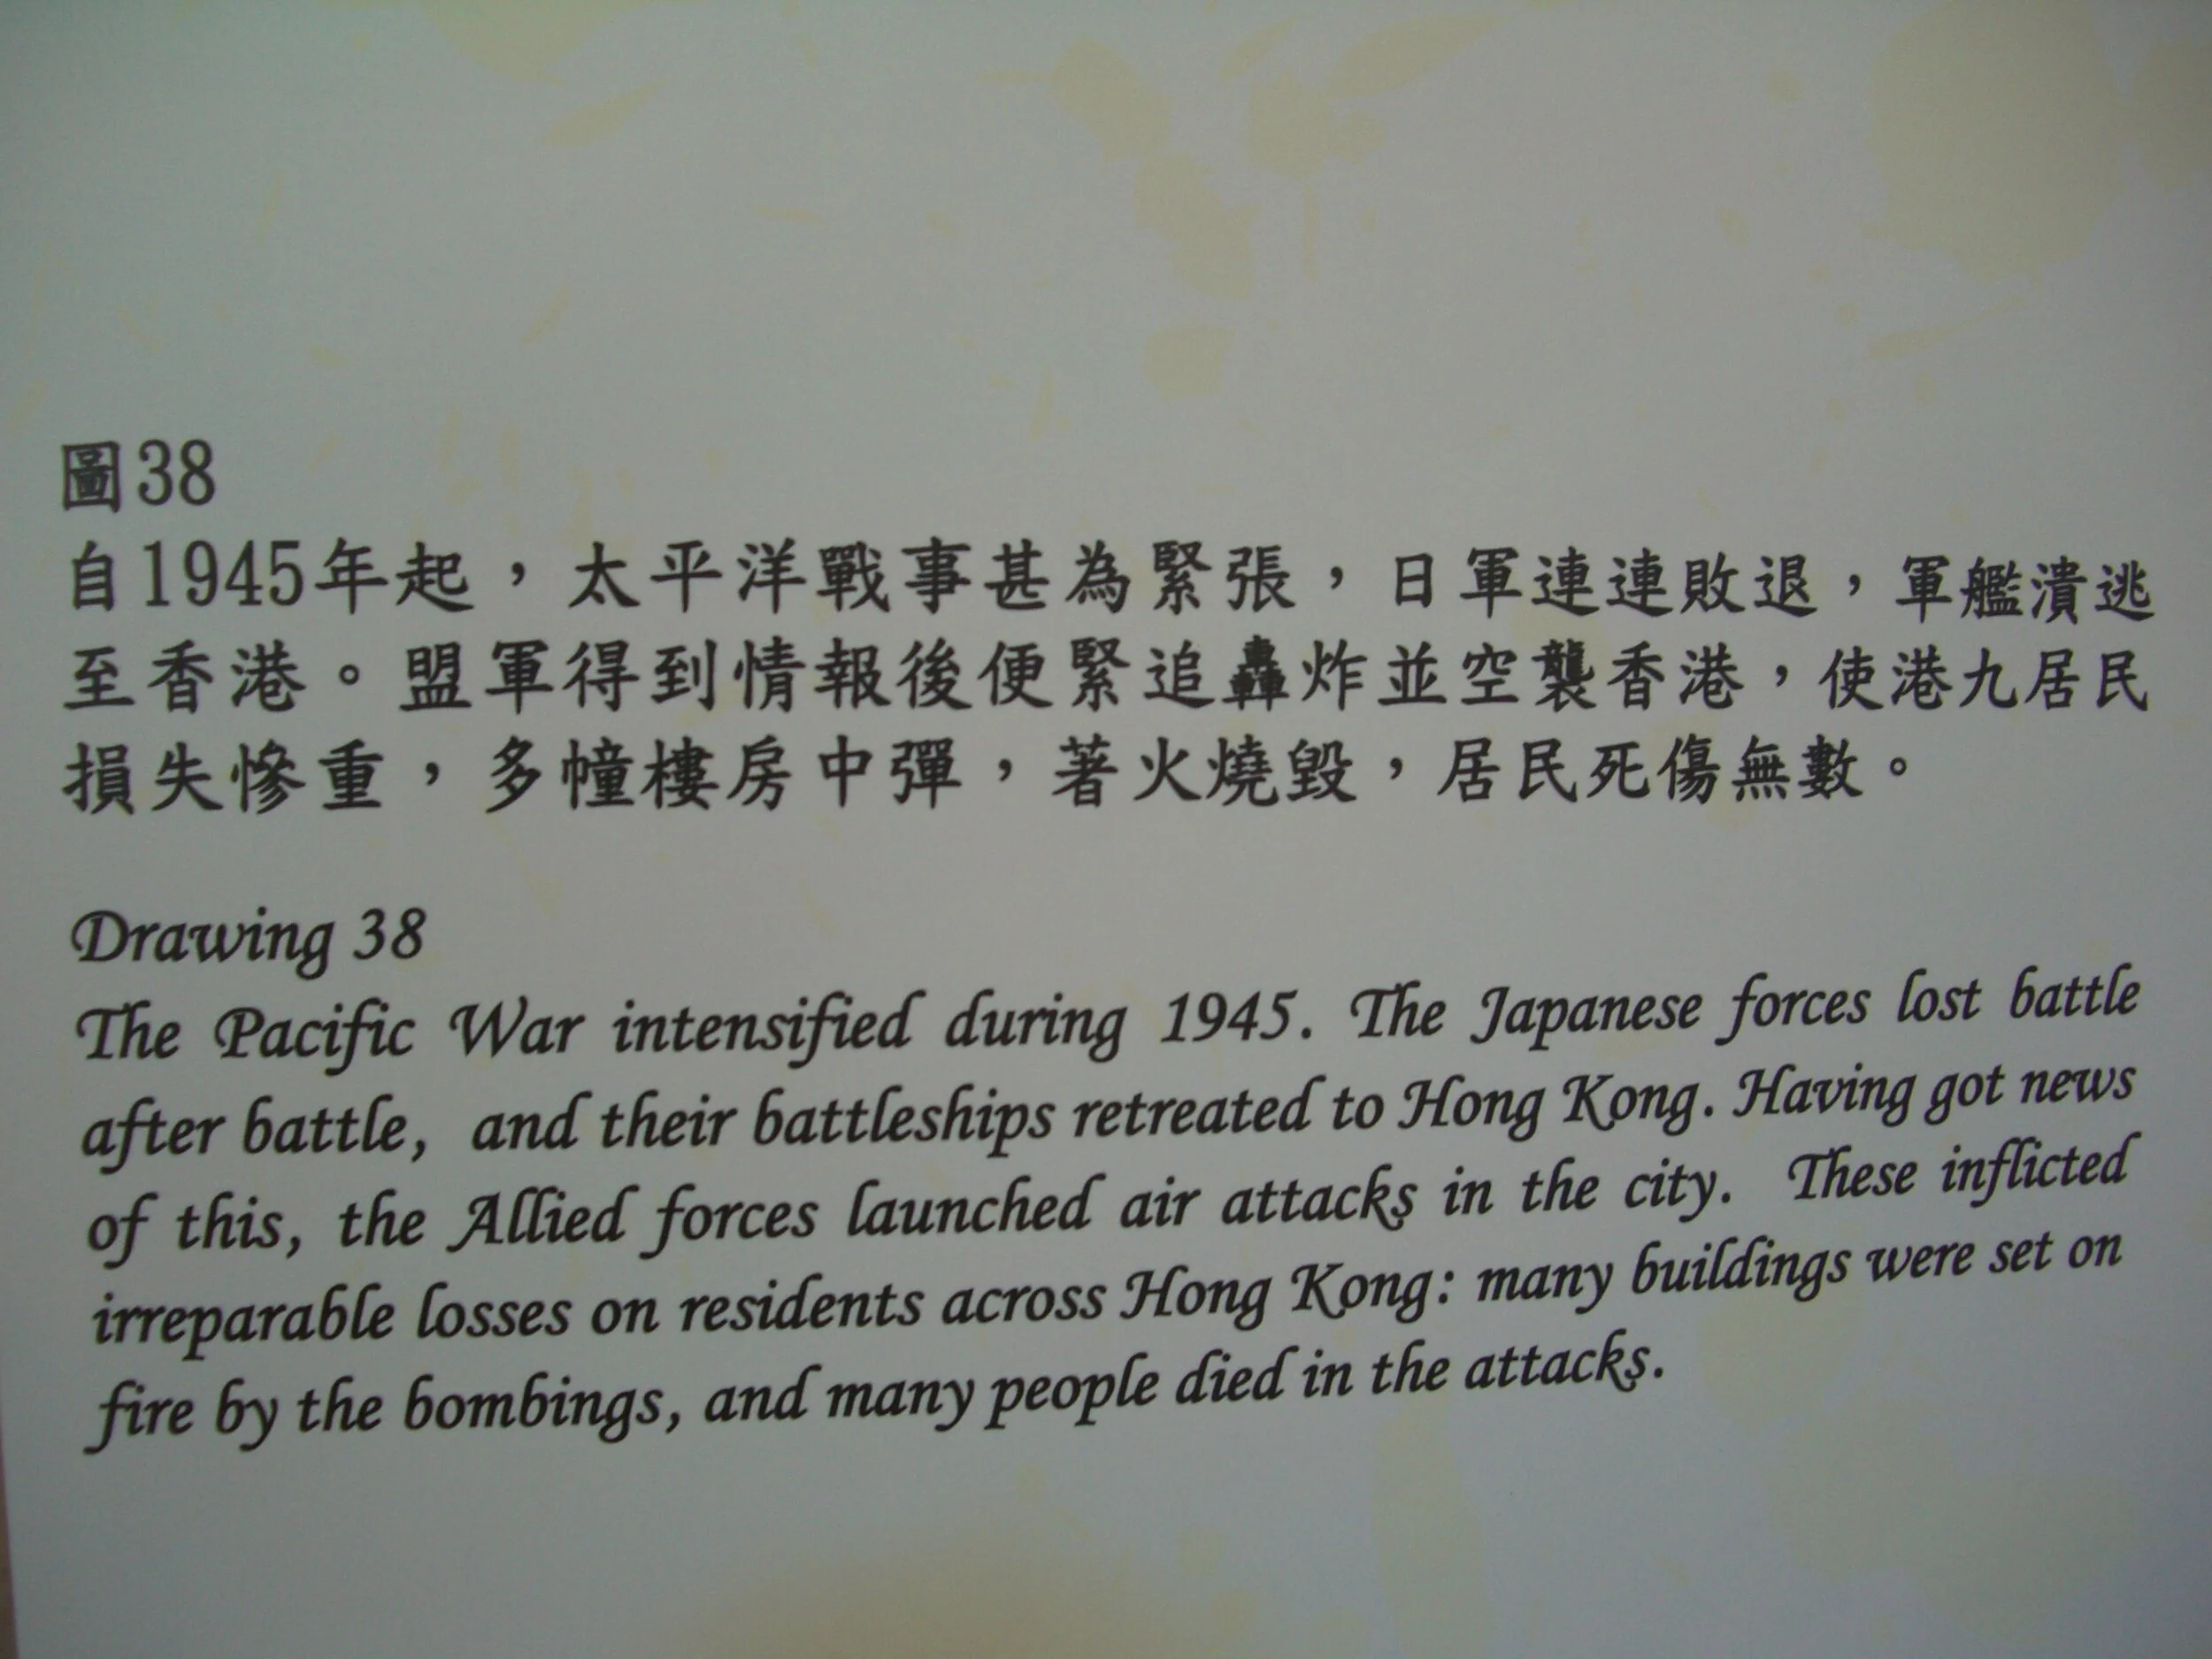 圖38
自1945年起，太平洋戰事甚為緊張，日軍連連敗退，軍艦潰逃
至香港。盟軍得到情報後便緊追轟炸並空襲香港，使港九居民
損失慘重，多幢樓房中彈，著火燒毀，居民死傷無數。
Drawing 38
The Pacific War intensified during 1945. The Japanese forces lost battle
after battle, and their battleships retreated to Hong Kong. Having got news
of this, the Allied forces launched air attacks in the city. These inflicted
irreparable losses on residents across Hong Kong: many buildings were set on
fire by the bombings, and many people died in the attacks.